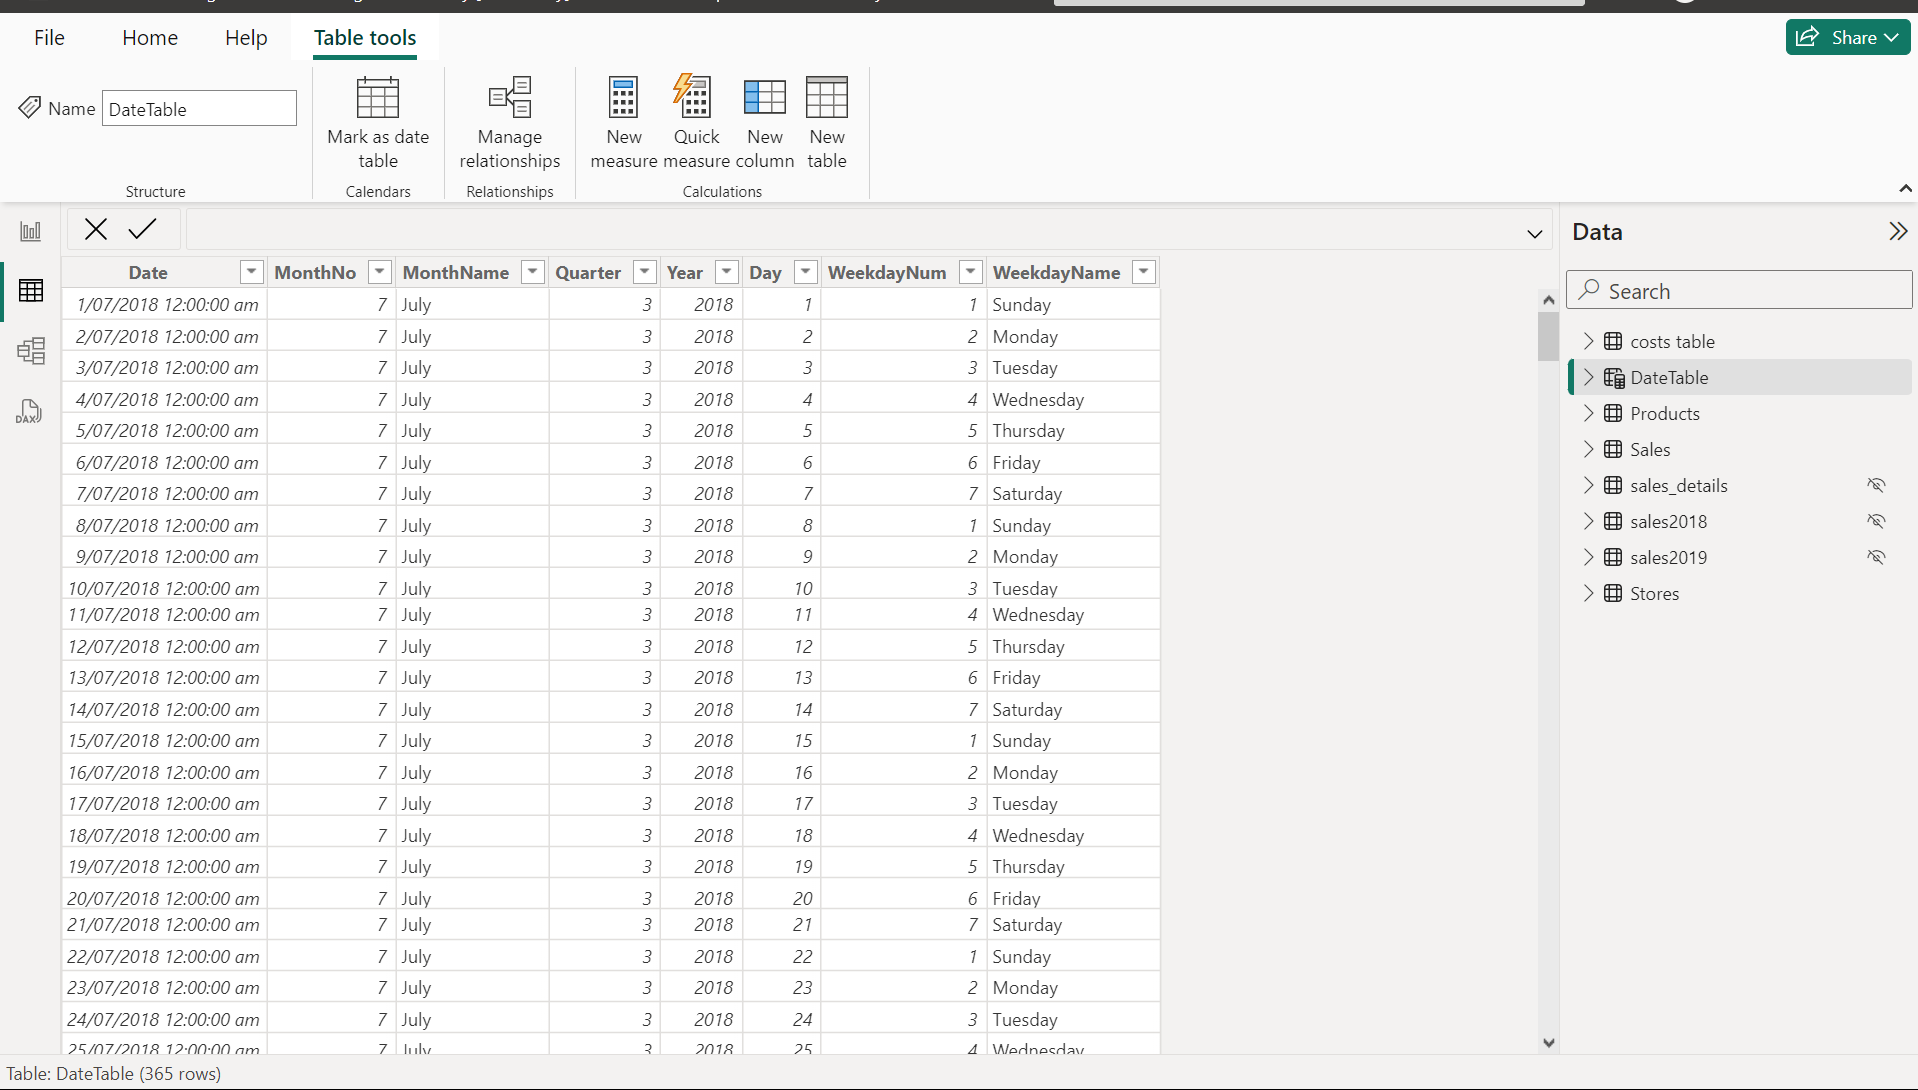 File Home Help Table tools Share
Name DateTable
Mark as date table
Manage relationships
New measure
Quick measure
New column
New table
Structure Calendars Relationships Calculations
Data
Search
costs table
DateTable
Products
Sales
sales_details
sales2018
sales2019
Stores
DAX
Date MonthNo MonthName Quarter Year Day WeekdayNum WeekdayName
1/07/2018 12:00:00 am 7 July 3 2018 1 1 Sunday
2/07/2018 12:00:00 am 7 July 3 2018 2 2 Monday
3/07/2018 12:00:00 am 7 July 3 2018 3 3 Tuesday
4/07/2018 12:00:00 am 7 July 3 2018 4 4 Wednesday
5/07/2018 12:00:00 am 7 July 3 2018 5 5 Thursday
6/07/2018 12:00:00 am 7 July 3 2018 6 6 Friday
7/07/2018 12:00:00 am 7 July 3 2018 7 7 Saturday
8/07/2018 12:00:00 am 7 July 3 2018 8 1 Sunday
9/07/2018 12:00:00 am 7 July 3 2018 9 2 Monday
10/07/2018 12:00:00 am 7 July 3 2018 10 3 Tuesday
11/07/2018 12:00:00 am 7 July 3 2018 11 4 Wednesday
12/07/2018 12:00:00 am 7 July 3 2018 12 5 Thursday
13/07/2018 12:00:00 am 7 July 3 2018 13 6 Friday
14/07/2018 12:00:00 am 7 July 3 2018 14 7 Saturday
15/07/2018 12:00:00 am 7 July 3 2018 15 1 Sunday
16/07/2018 12:00:00 am 7 July 3 2018 16 2 Monday
17/07/2018 12:00:00 am 7 July 3 2018 17 3 Tuesday
18/07/2018 12:00:00 am 7 July 3 2018 18 4 Wednesday
19/07/2018 12:00:00 am 7 July 3 2018 19 5 Thursday
20/07/2018 12:00:00 am 7 July 3 2018 20 6 Friday
21/07/2018 12:00:00 am 7 July 3 2018 21 7 Saturday
22/07/2018 12:00:00 am 7 July 3 2018 22 1 Sunday
23/07/2018 12:00:00 am 7 July 3 2018 23 2 Monday
24/07/2018 12:00:00 am 7 July 3 2018 24 3 Tuesday
25/07/2018 12:00:00 am 7 July 3 2018 25 4 Wednesday
Table: DateTable (365 rows)